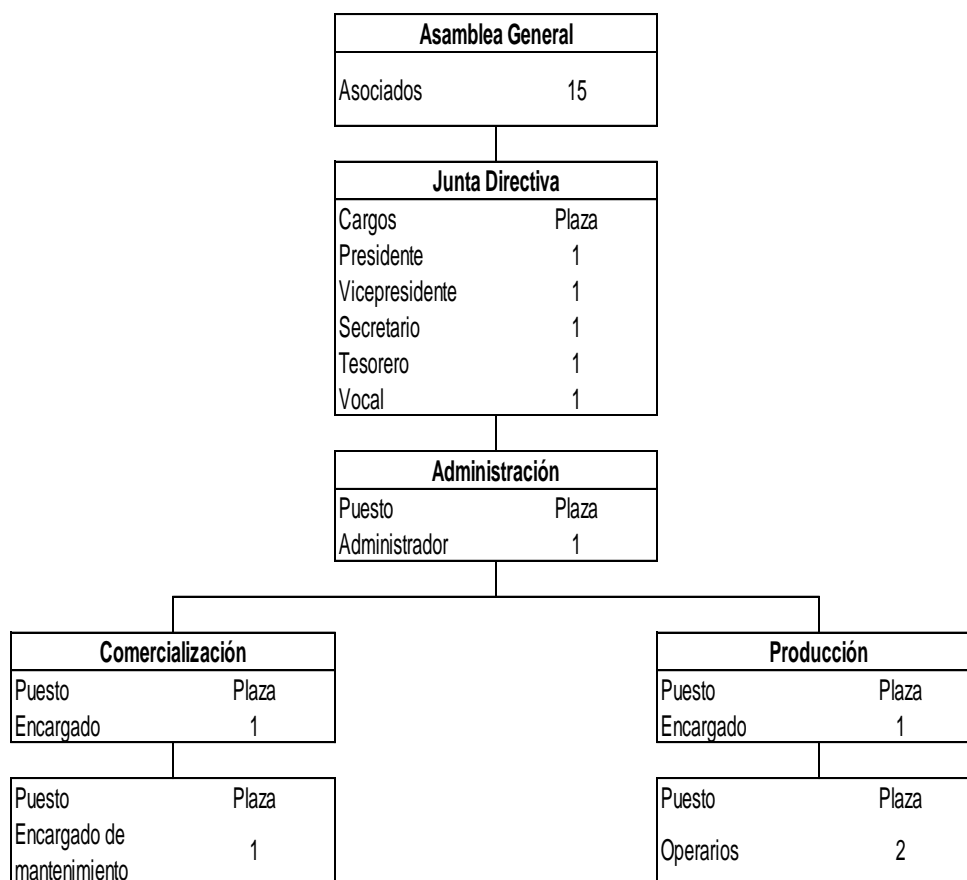 Asamblea General
Asociados 15
Junta Directiva
Cargos Plaza
Presidente 1
Vicepresidente 1
Secretario 1
Tesorero 1
Vocal 1
Administración
Puesto Plaza
Administrador 1
Comercialización
Puesto Plaza
Encargado 1
Puesto Plaza
Encargado de
mantenimiento 1
Producción
Puesto Plaza
Encargado 1
Puesto Plaza
Operarios 2